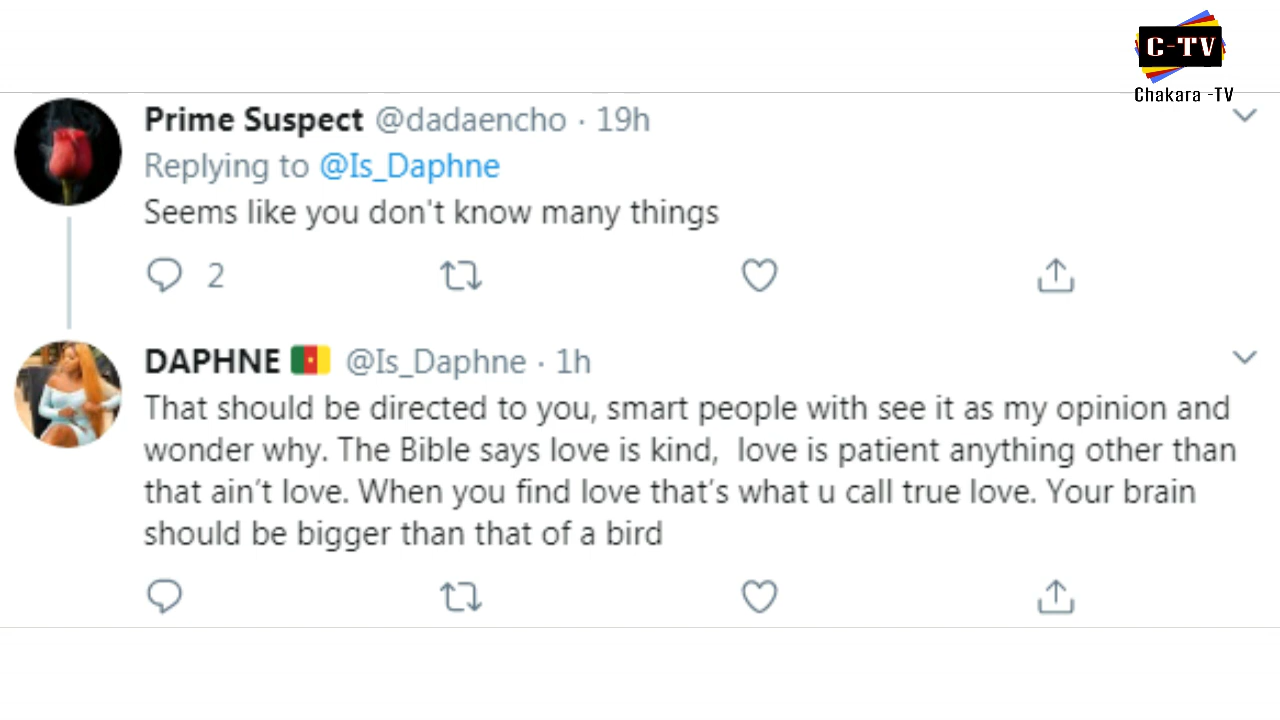 C-TV
Chakara -TV
Prime Suspect @dadaencho · 19h
Replying to @Is_Daphne
Seems like you don't know many things
2
DAPHNE 🇨🇲 @Is_Daphne · 1h
That should be directed to you, smart people with see it as my opinion and
wonder why. The Bible says love is kind,  love is patient anything other than
that ain’t love. When you find love that’s what u call true love. Your brain
should be bigger than that of a bird